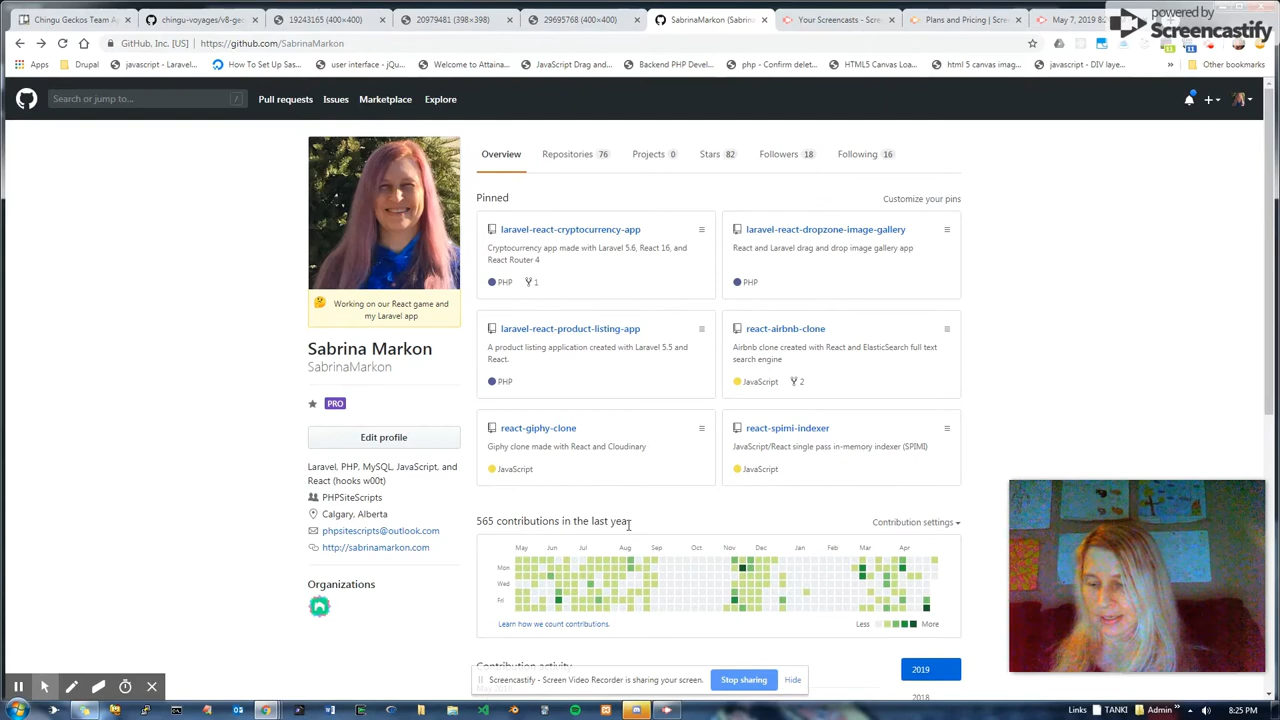 Chingu Geckos Team A
chingu-voyages/v8-gec
19243165 (400×400)
20979481 (398×398)
29695768 (400×400)
SabrinaMarkon (Sabrina
Your Screencasts - Scre
Plans and Pricing | Scre
May 7, 2019 8:2
powered by
Screencastify
GitHub, Inc. [US]
https://github.com/SabrinaMarkon
Apps
Drupal
javascript - Laravel...
How To Set Up Sas...
user interface - jQu...
Welcome to Attaina...
JavaScript Drag and...
Backend PHP Devel...
php - Confirm delet...
HTML5 Canvas Loa...
html 5 canvas imag...
javascript - DIV laye...
»
Other bookmarks
Search or jump to...
/
Pull requests
Issues
Marketplace
Explore
Overview
Repositories 76
Projects 0
Stars 82
Followers 18
Following 16
Pinned
Customize your pins
laravel-react-cryptocurrency-app
Cryptocurrency app made with Laravel 5.6, React 16, and
React Router 4
PHP
1
laravel-react-dropzone-image-gallery
React and Laravel drag and drop image gallery app
PHP
Working on our React game and
my Laravel app
laravel-react-product-listing-app
A product listing application created with Laravel 5.5 and
React.
PHP
react-airbnb-clone
Airbnb clone created with React and ElasticSearch full text
search engine
JavaScript
2
Sabrina Markon
SabrinaMarkon
PRO
Edit profile
react-giphy-clone
Giphy clone made with React and Cloudinary
JavaScript
react-spimi-indexer
JavaScript/React single pass in-memory indexer (SPIMI)
JavaScript
Laravel, PHP, MySQL, JavaScript, and
React (hooks w00t)
PHPSiteScripts
Calgary, Alberta
phpsitescripts@outlook.com
http://sabrinamarkon.com
Organizations
565 contributions in the last year
Contribution settings
May
Jun
Jul
Aug
Sep
Oct
Nov
Dec
Jan
Feb
Mar
Apr
Mon
Wed
Fri
Learn how we count contributions.
Less
More
Contribution activity
2019
2018
Screencastify - Screen Video Recorder is sharing your screen.
Stop sharing
Hide
Links
TANKI
Admin
»
8:25 PM